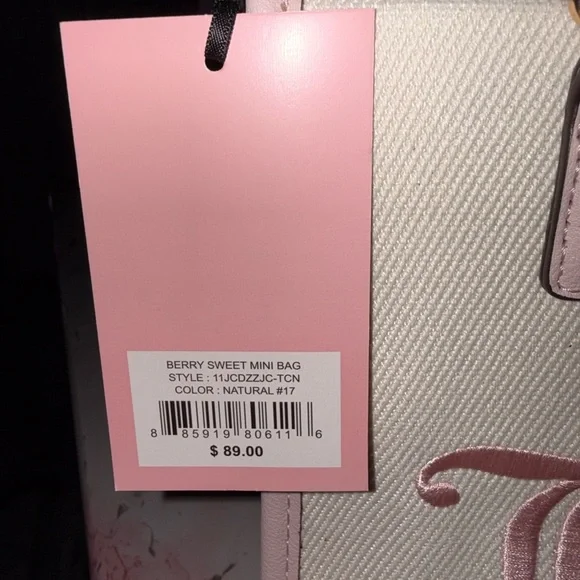 BERRY SWEET MINI BAG
STYLE : 11JCDZZJC-TCN
COLOR : NATURAL #17
8 85919 80611 6
$ 89.00